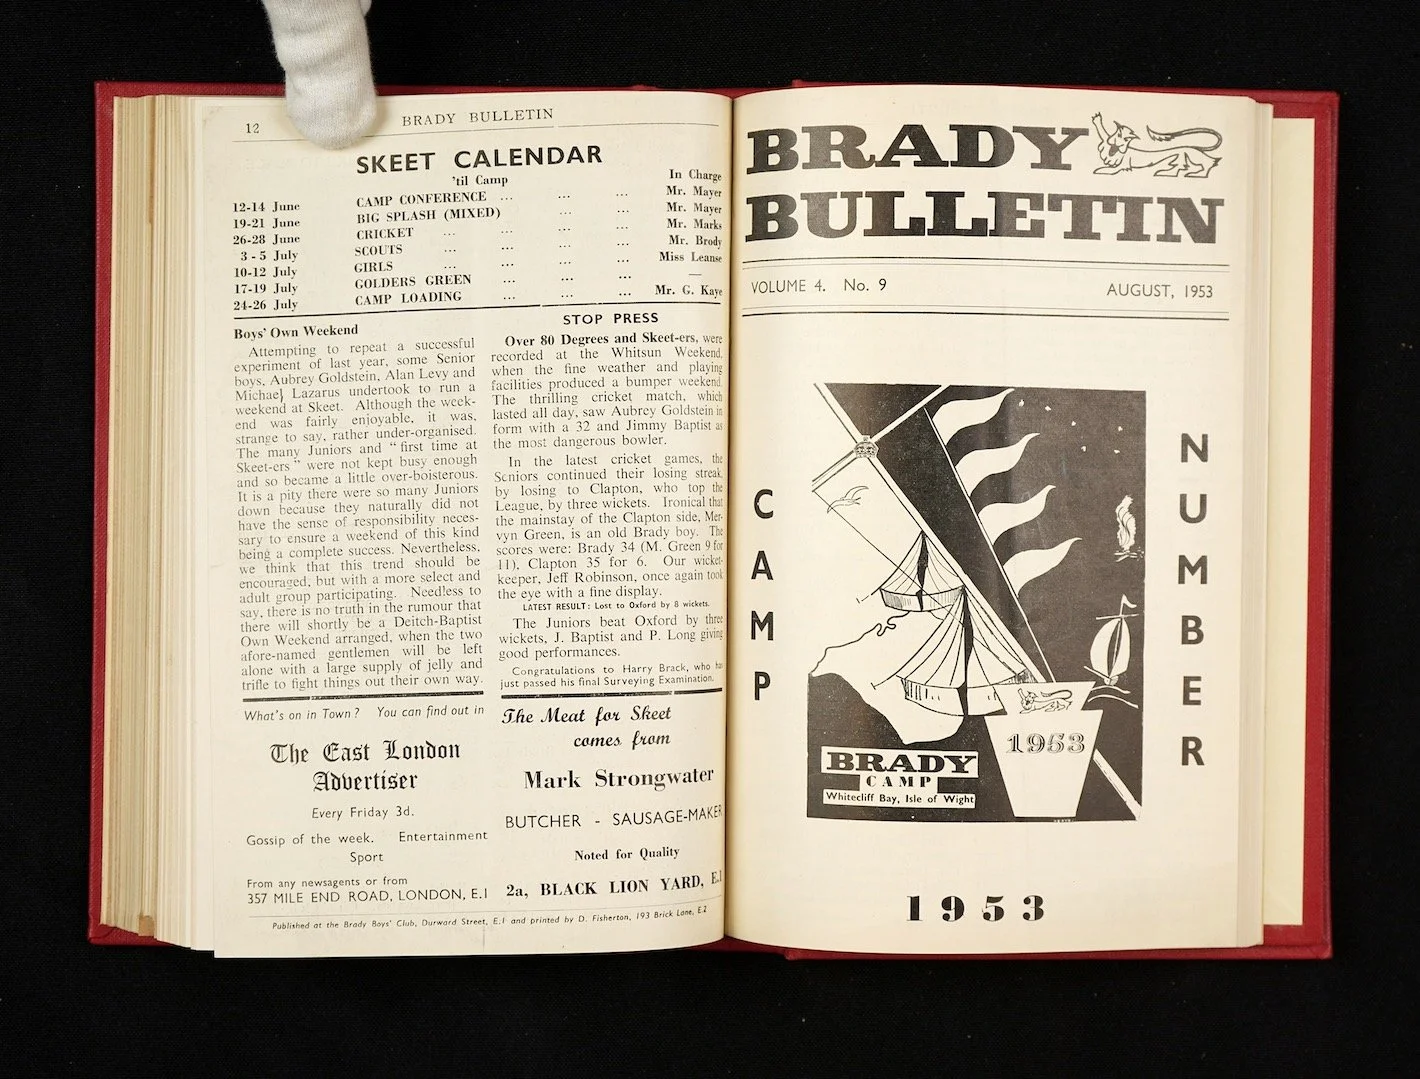 12
BRADY BULLETIN
SKEET CALENDAR
'til Camp
In Charge
12-14 June CAMP CONFERENCE ... ... Mr. Mayer
19-21 June BIG SPLASH (MIXED) ... ... Mr. Mayer
26-28 June CRICKET ... ... ... Mr. Marks
3 - 5 July SCOUTS ... ... ... Mr. Brody
10-12 July GIRLS ... ... ... Miss Leanse
17-19 July GOLDERS GREEN ... ... ... —
24-26 July CAMP LOADING ... ... ... Mr. G. Kaye
Boys' Own Weekend
Attempting to repeat a successful
experiment of last year, some Senior
boys, Aubrey Goldstein, Alan Levy and
Michael Lazarus undertook to run a
weekend at Skeet. Although the week-
end was fairly enjoyable, it was,
strange to say, rather under-organised.
The many Juniors and "first time at
Skeet-ers" were not kept busy enough
and so became a little over-boisterous.
It is a pity there were so many Juniors
down because they naturally did not
have the sense of responsibility neces-
sary to ensure a weekend of this kind
being a complete success. Nevertheless,
we think that this trend should be
encouraged, but with a more select and
adult group participating. Needless to
say, there is no truth in the rumour that
there will shortly be a Deitch-Baptist
Own Weekend arranged, when the two
afore-named gentlemen will be left
alone with a large supply of jelly and
trifle to fight things out their own way.
STOP PRESS
Over 80 Degrees and Skeet-ers, were
recorded at the Whitsun Weekend,
when the fine weather and playing
facilities produced a bumper weekend.
The thrilling cricket match, which
lasted all day, saw Aubrey Goldstein in
form with a 32 and Jimmy Baptist as
the most dangerous bowler.
In the latest cricket games, the
Seniors continued their losing streak,
by losing to Clapton, who top the
League, by three wickets. Ironical that
the mainstay of the Clapton side, Mer-
vyn Green, is an old Brady boy. The
scores were: Brady 34 (M. Green 9 for
11), Clapton 35 for 6. Our wicket-
keeper, Jeff Robinson, once again took
the eye with a fine display.
LATEST RESULT: Lost to Oxford by 8 wickets.
The Juniors beat Oxford by three
wickets, J. Baptist and P. Long giving
good performances.
Congratulations to Harry Brack, who has
just passed his final Surveying Examination.
What's on in Town? You can find out in
The East London
Advertiser
Every Friday 3d.
Gossip of the week. Entertainment
Sport
From any newsagents or from
357 MILE END ROAD, LONDON, E.1
The Meat for Skeet
comes from
Mark Strongwater
BUTCHER - SAUSAGE-MAKER
Noted for Quality
2a, BLACK LION YARD, E.1
Published at the Brady Boys' Club, Durward Street, E.1 and printed by D. Fisherton, 193 Brick Lane, E.2
BRADY
BULLETIN
VOLUME 4. No. 9
AUGUST, 1953
CAMP
NUMBER
1953
BRADY
CAMP
Whitecliff Bay, Isle of Wight
1953